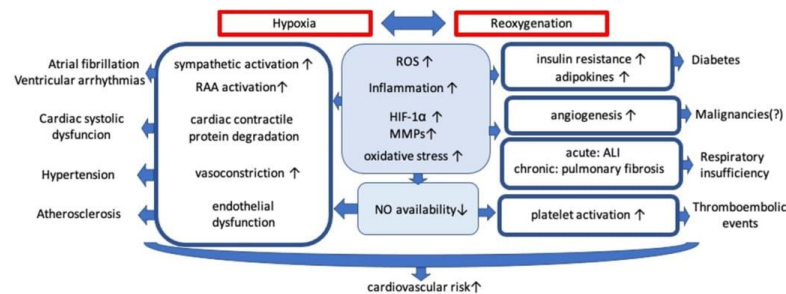 Hypoxia
Reoxygenation
Atrial fibrillation
Ventricular arrhythmias
Cardiac systolic
dysfuncion
Hypertension
Atherosclerosis
sympathetic activation ↑
RAA activation↑
cardiac contractile
protein degradation
vasoconstriction ↑
endothelial
dysfunction
ROS ↑
Inflammation ↑
HIF-1α ↑
MMPs↑
oxidative stress ↑
NO availability↓
insulin resistance ↑
adipokines ↑
angiogenesis ↑
acute: ALI
chronic: pulmonary fibrosis
platelet activation ↑
Diabetes
Malignancies(?)
Respiratory
insufficiency
Thromboembolic
events
cardiovascular risk↑